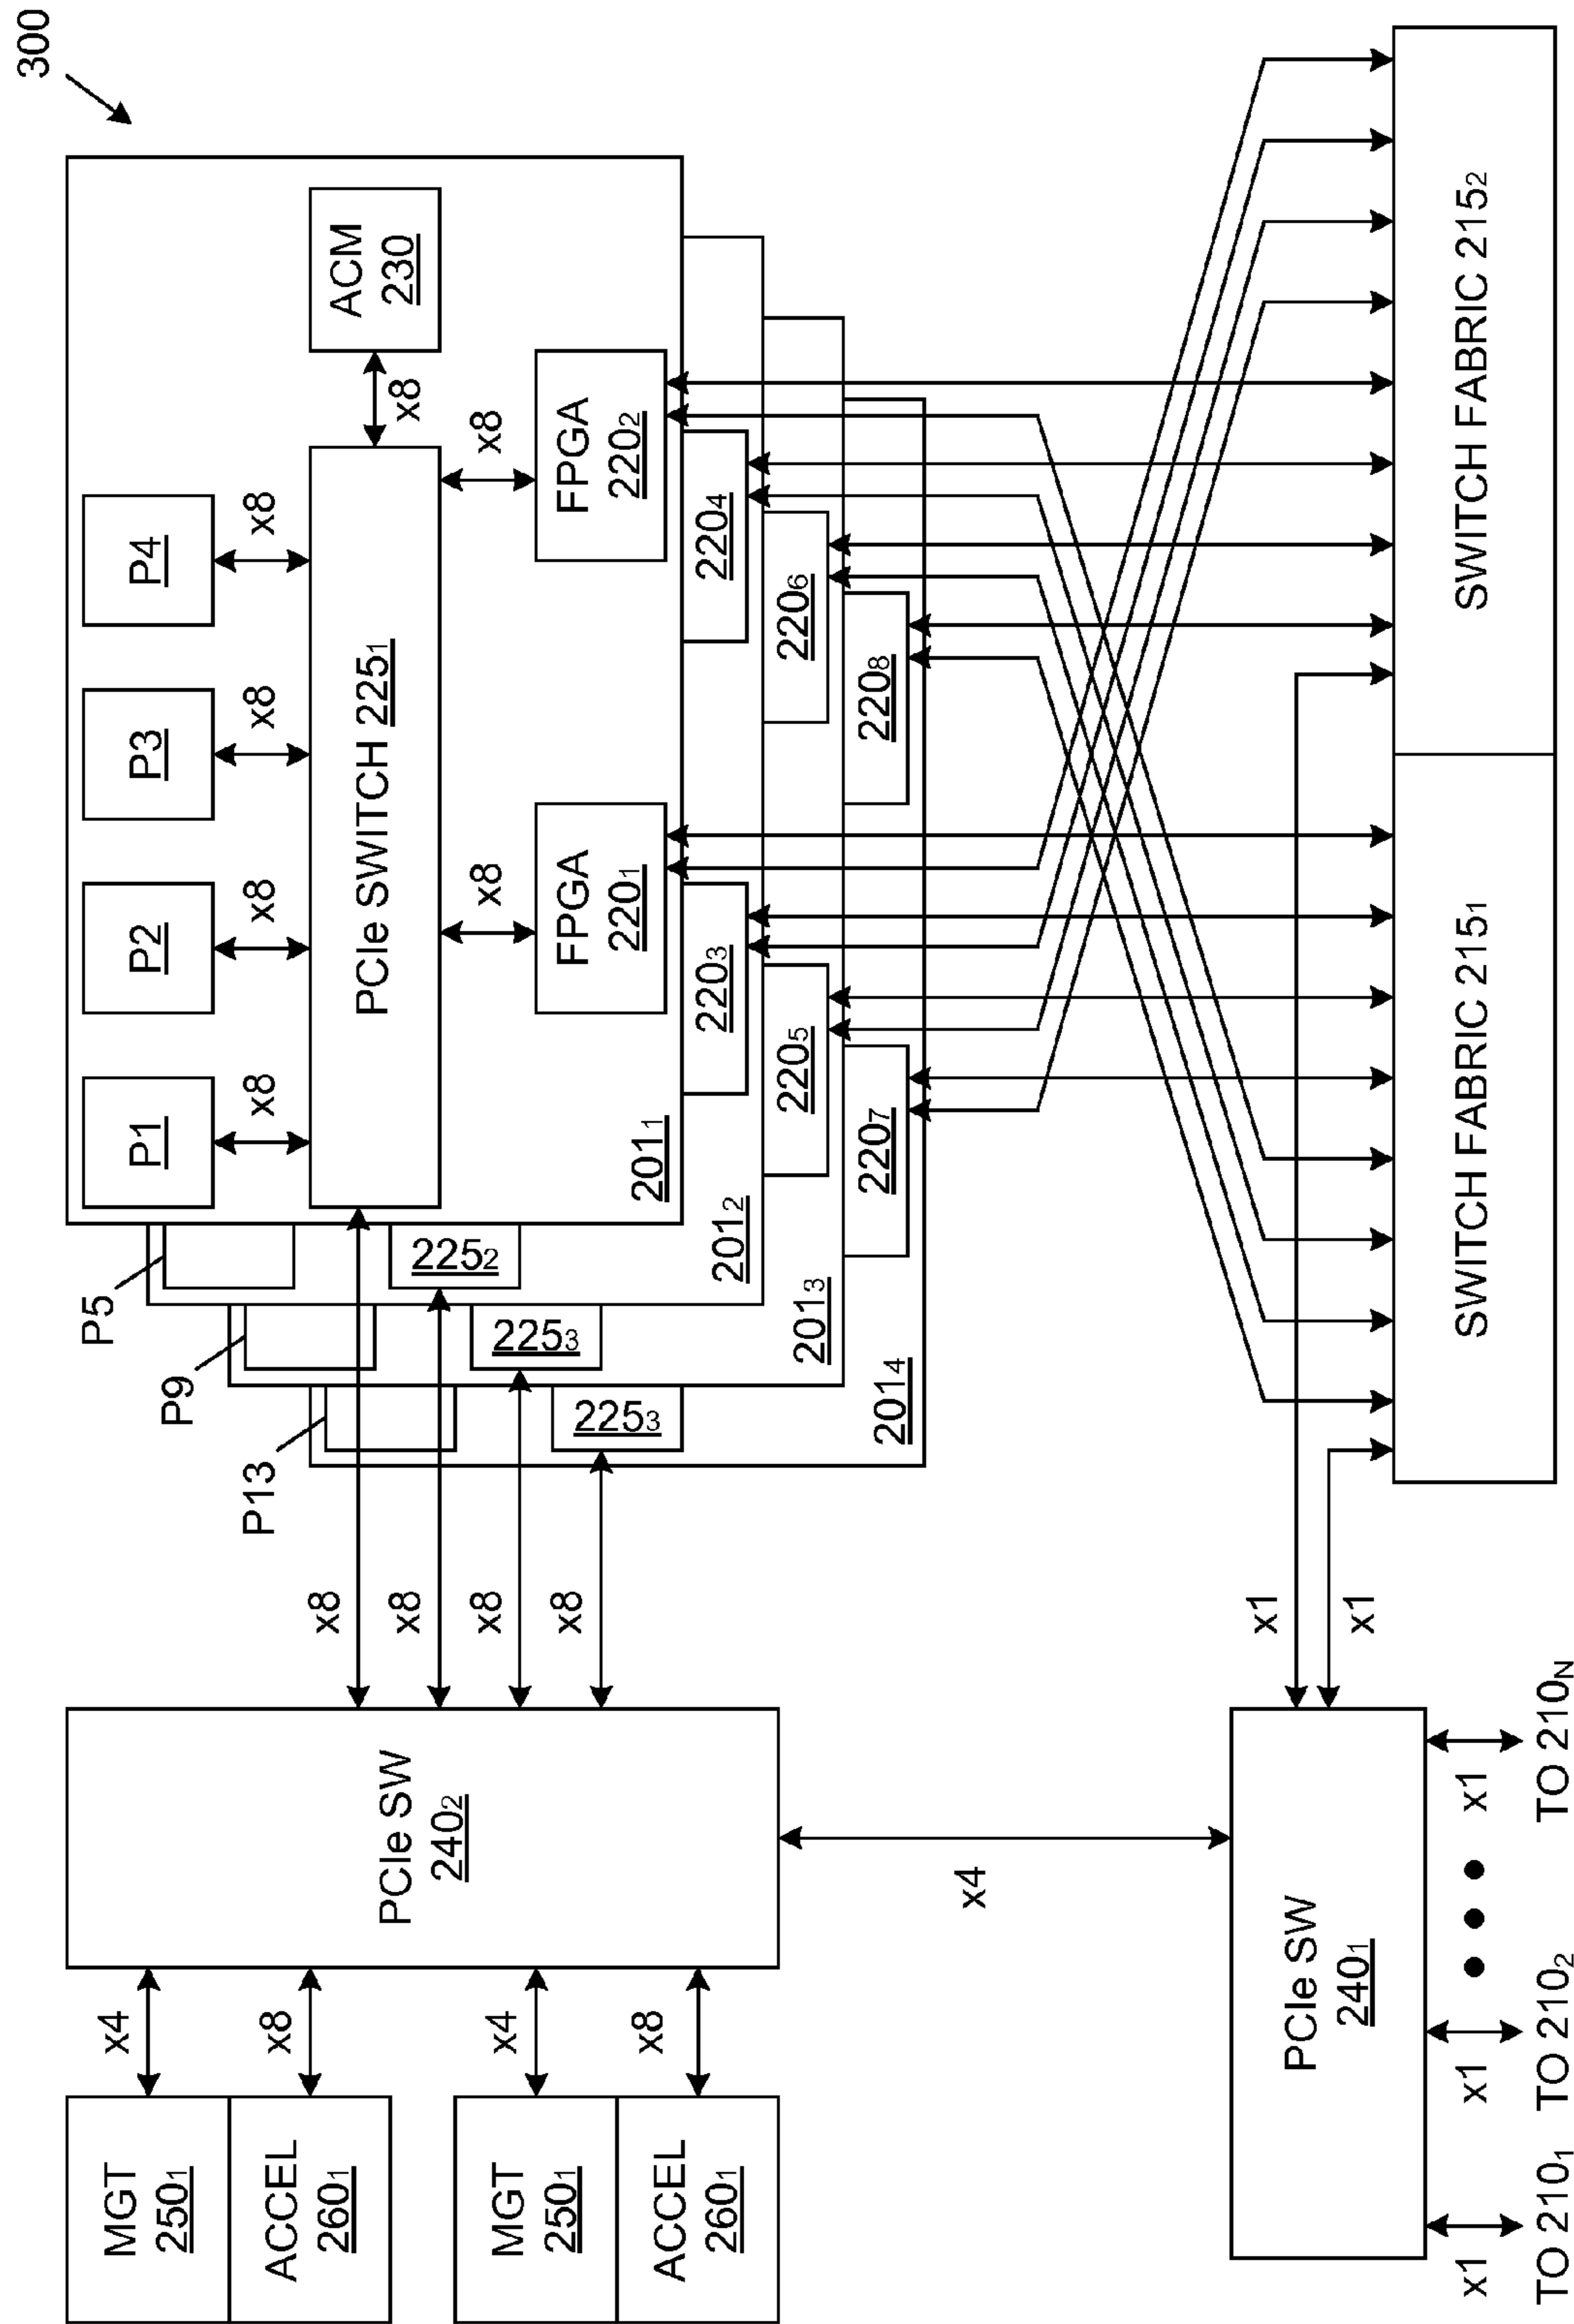 300
P1
P2
P3
P4
x8
x8
x8
x8
PCIe SWITCH 225₁
x8
ACM
230
x8
x8
FPGA
220₁
FPGA
220₂
201₁
P5
225₂
220₃
220₄
201₂
P9
225₃
220₅
220₆
201₃
P13
225₃
220₇
220₈
201₄
x8
x8
x8
x8
MGT
250₁
x4
ACCEL
260₁
x8
MGT
250₁
x4
ACCEL
260₁
x8
PCIe SW
240₂
x4
PCIe SW
240₁
x1
x1
x1
x1
x1
TO 210₁
TO 210₂
TO 210N
SWITCH FABRIC 215₁
SWITCH FABRIC 215₂